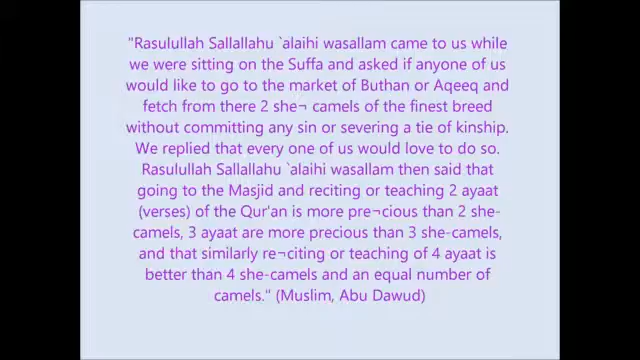 "Rasulullah Sallallahu `alaihi wasallam came to us while
we were sitting on the Suffa and asked if anyone of us
would like to go to the market of Buthan or Aqeeq and
fetch from there 2 she¬ camels of the finest breed
without committing any sin or severing a tie of kinship.
We replied that every one of us would love to do so.
Rasulullah Sallallahu `alaihi wasallam then said that
going to the Masjid and reciting or teaching 2 ayaat
(verses) of the Qur'an is more pre¬cious than 2 she-
camels, 3 ayaat are more precious than 3 she-camels,
and that similarly re¬citing or teaching of 4 ayaat is
better than 4 she-camels and an equal number of
camels." (Muslim, Abu Dawud)